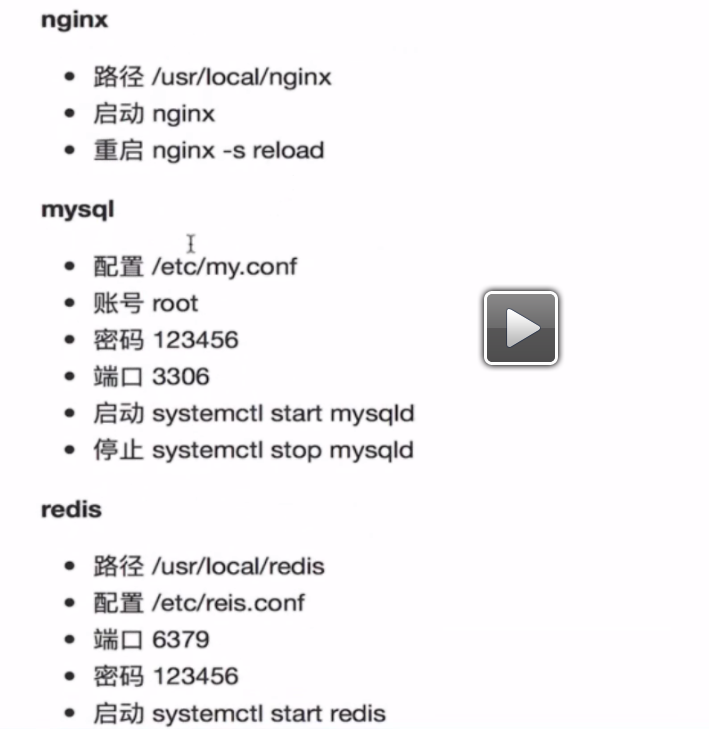 nginx
路径 /usr/local/nginx
启动 nginx
重启 nginx -s reload
mysql
配置 /etc/my.conf
账号 root
密码 123456
端口 3306
启动 systemctl start mysqld
停止 systemctl stop mysqld
redis
路径 /usr/local/redis
配置 /etc/reis.conf
端口 6379
密码 123456
启动 systemctl start redis